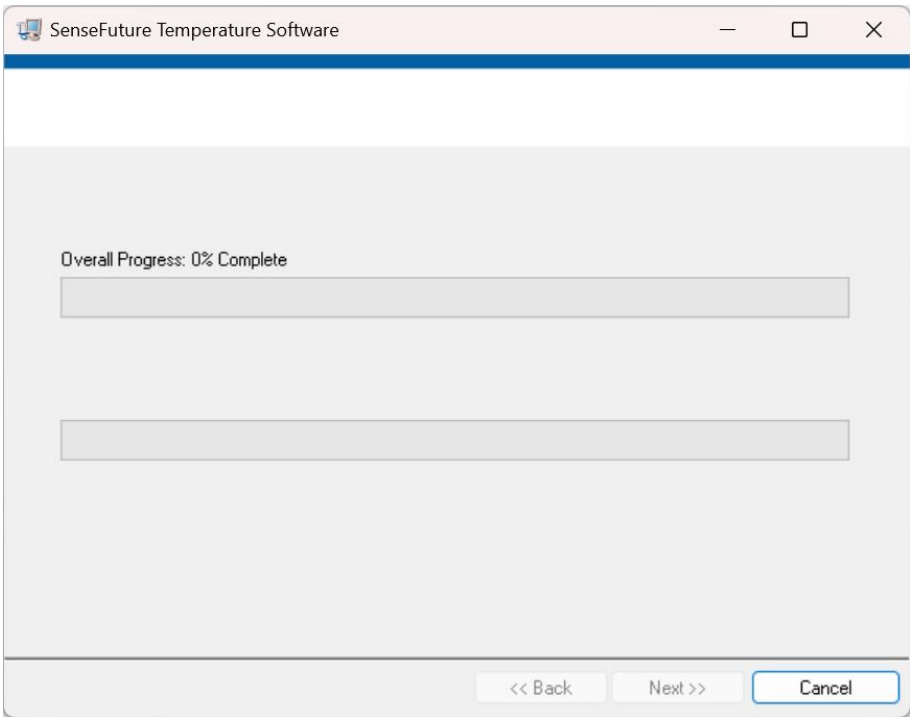 SenseFuture Temperature Software
Overall Progress: 0% Complete
<< Back Next >> Cancel